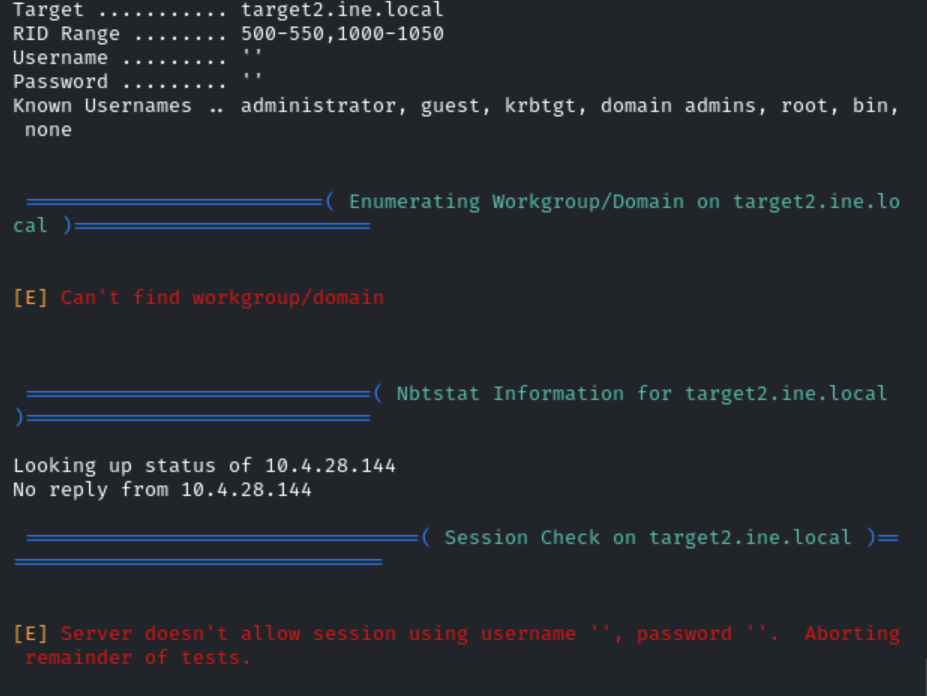 Target ........... target2.ine.local
RID Range ........ 500-550,1000-1050
Username ......... ''
Password ......... ''
Known Usernames .. administrator, guest, krbtgt, domain admins, root, bin,
 none
 =========================( Enumerating Workgroup/Domain on target2.ine.lo
cal )=========================
[E] Can't find workgroup/domain
 =============================( Nbtstat Information for target2.ine.local
)=============================
Looking up status of 10.4.28.144
No reply from 10.4.28.144
 =================================( Session Check on target2.ine.local )==
===============================
[E] Server doesn't allow session using username '', password ''.  Aborting
 remainder of tests.